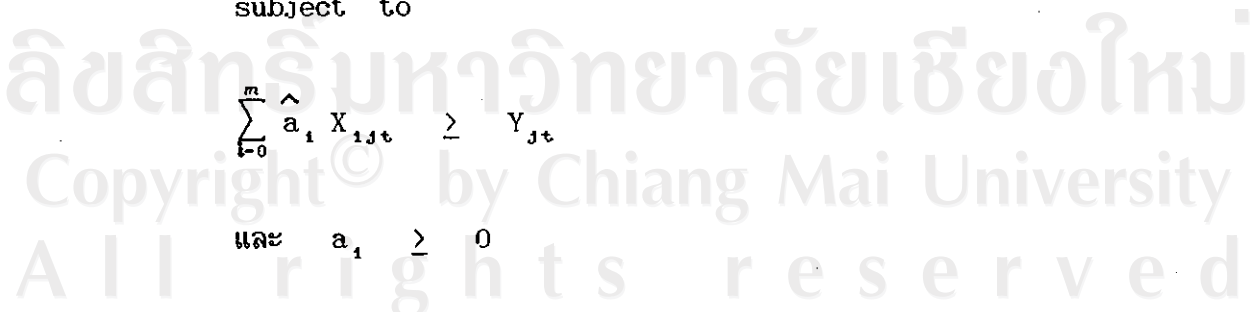 subject to
ลิขสิทธิ์มหาวิทยาลัยเชียงใหม่
m
∑ â_i X_ijt ≥ Y_jt
i=0
Copyright© by Chiang Mai University
และ a_i ≥ 0
All rights reserved